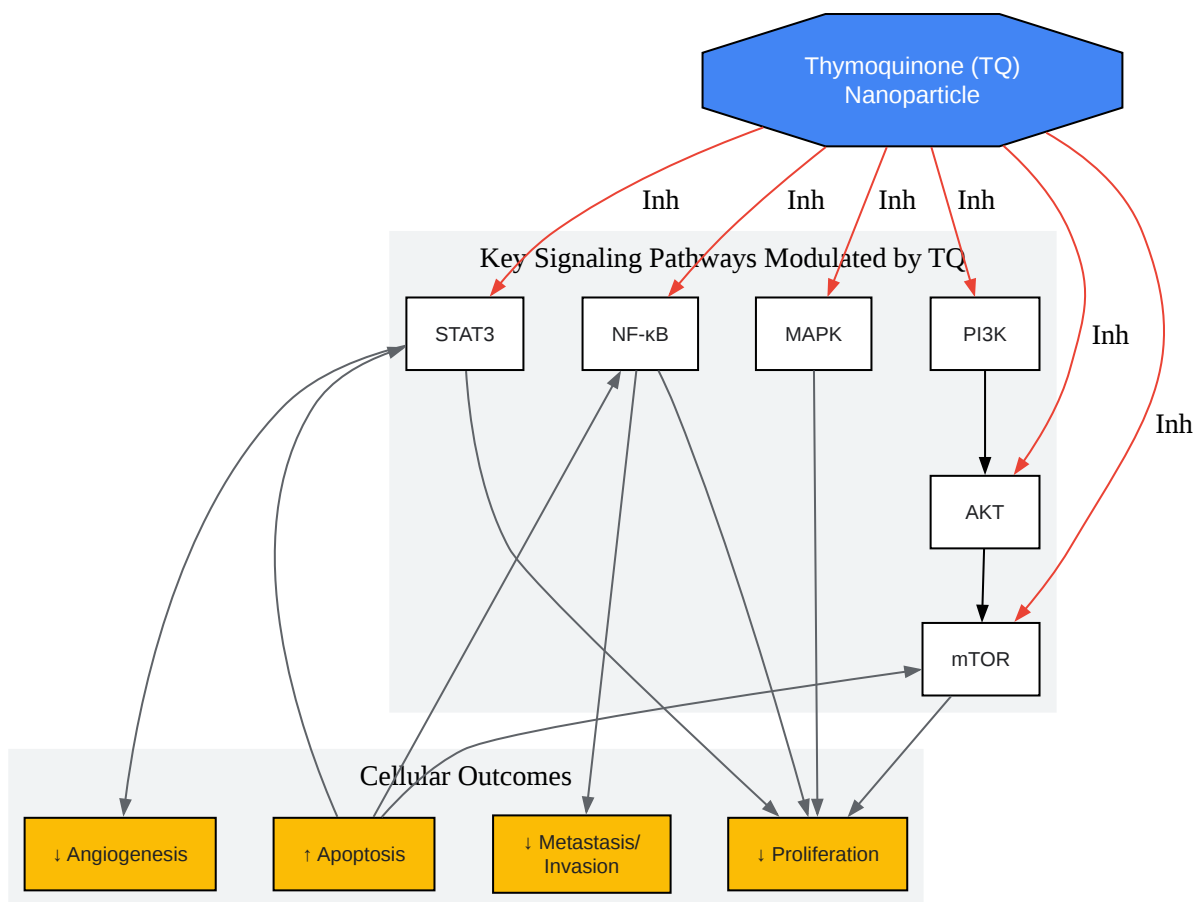 Thymoquinone (TQ)
Nanoparticle
Inh
Inh
Inh
Inh
Key Signaling Pathways Modulated by TQ
STAT3
NF-κB
MAPK
PI3K
Inh
Inh
AKT
mTOR
Cellular Outcomes
↓ Angiogenesis
↑ Apoptosis
↓ Metastasis/
Invasion
↓ Proliferation